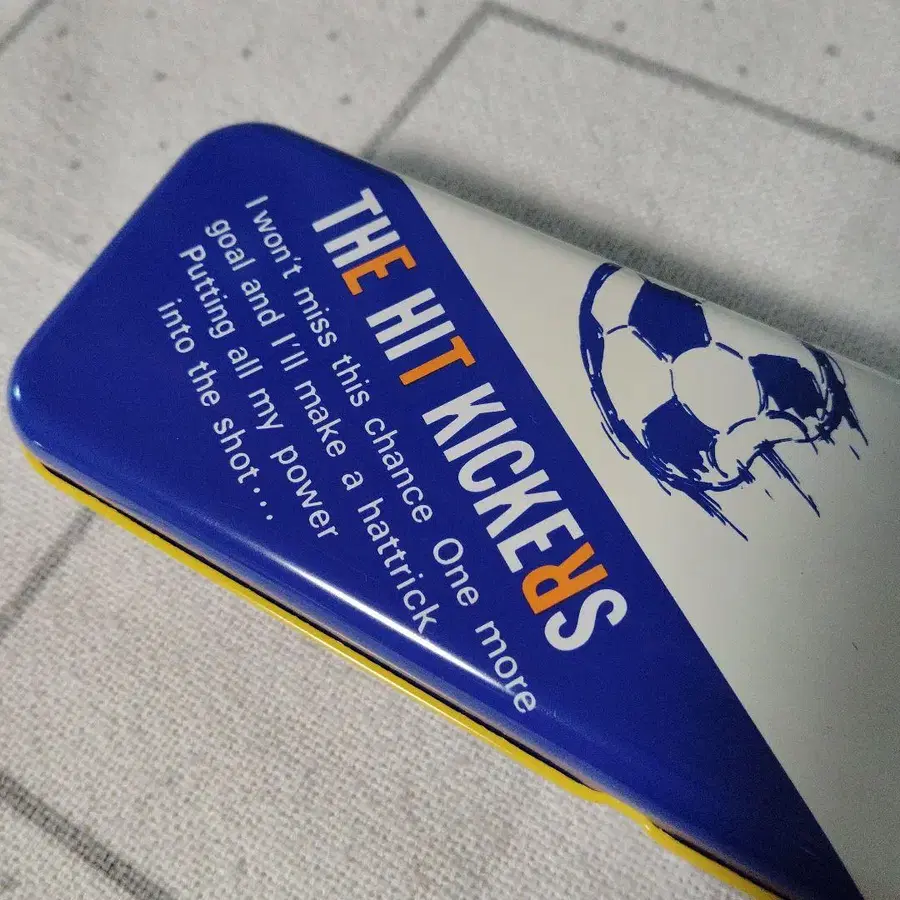 THE HIT KICKERS
I won't miss this chance One more
goal and I'll make a hattrick
Putting all my power
into the shot...